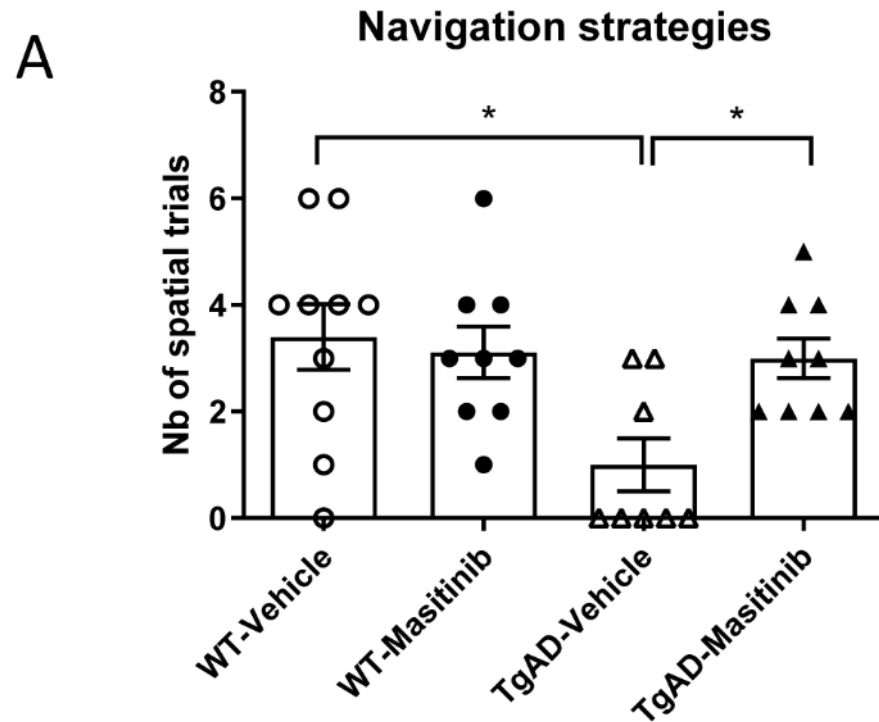 A
Navigation strategies
Nb of spatial trials
8
6
4
2
0
*
*
WT-Vehicle
WT-Masitinib
TgAD-Vehicle
TgAD-Masitinib